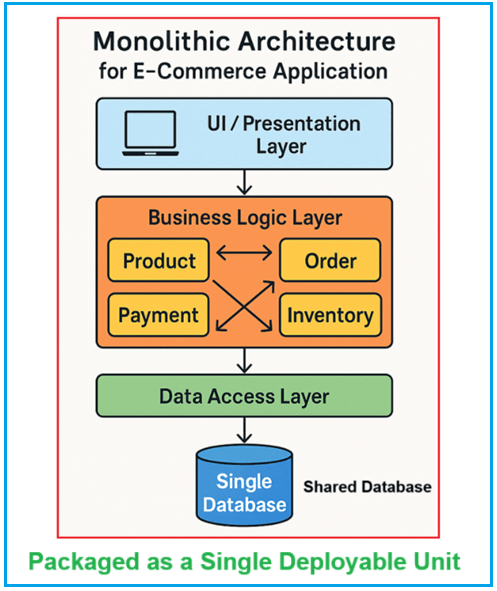 Monolithic Architecture
for E-Commerce Application
UI / Presentation
Layer
Business Logic Layer
Product
Order
Payment
Inventory
Data Access Layer
Single
Database
Shared Database
Packaged as a Single Deployable Unit